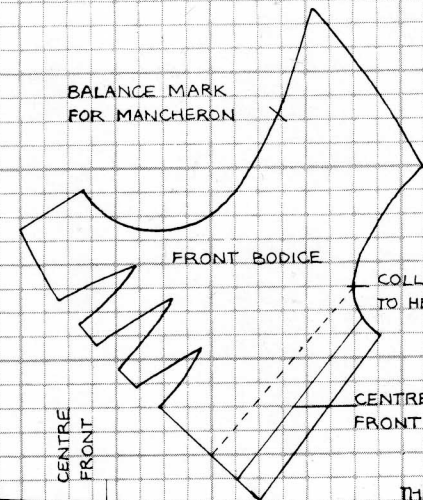 BALANCE MARK
FOR MANCHERON
FRONT BODICE
COLL
TO HE
CENTRE
FRONT
CENTRE
FRONT